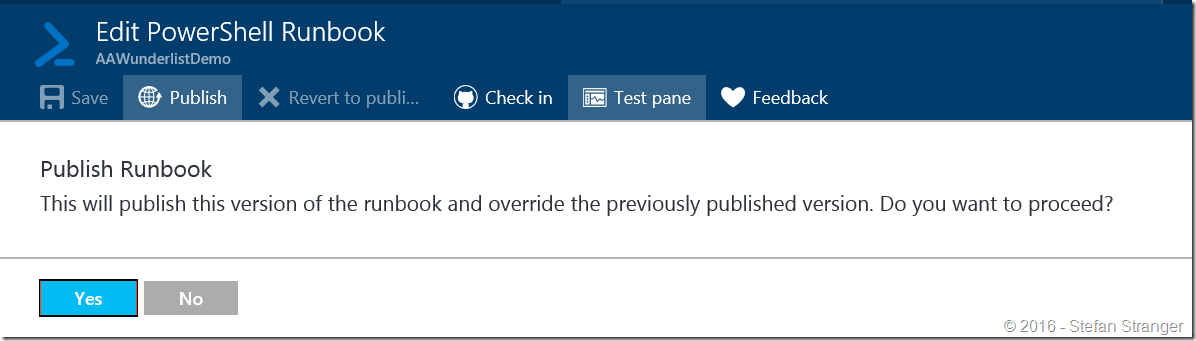 Edit PowerShell Runbook
AAWunderlistDemo
Save Publish Revert to publi... Check in Test pane Feedback
Publish Runbook
This will publish this version of the runbook and override the previously published version. Do you want to proceed?
Yes No
© 2016 - Stefan Stranger